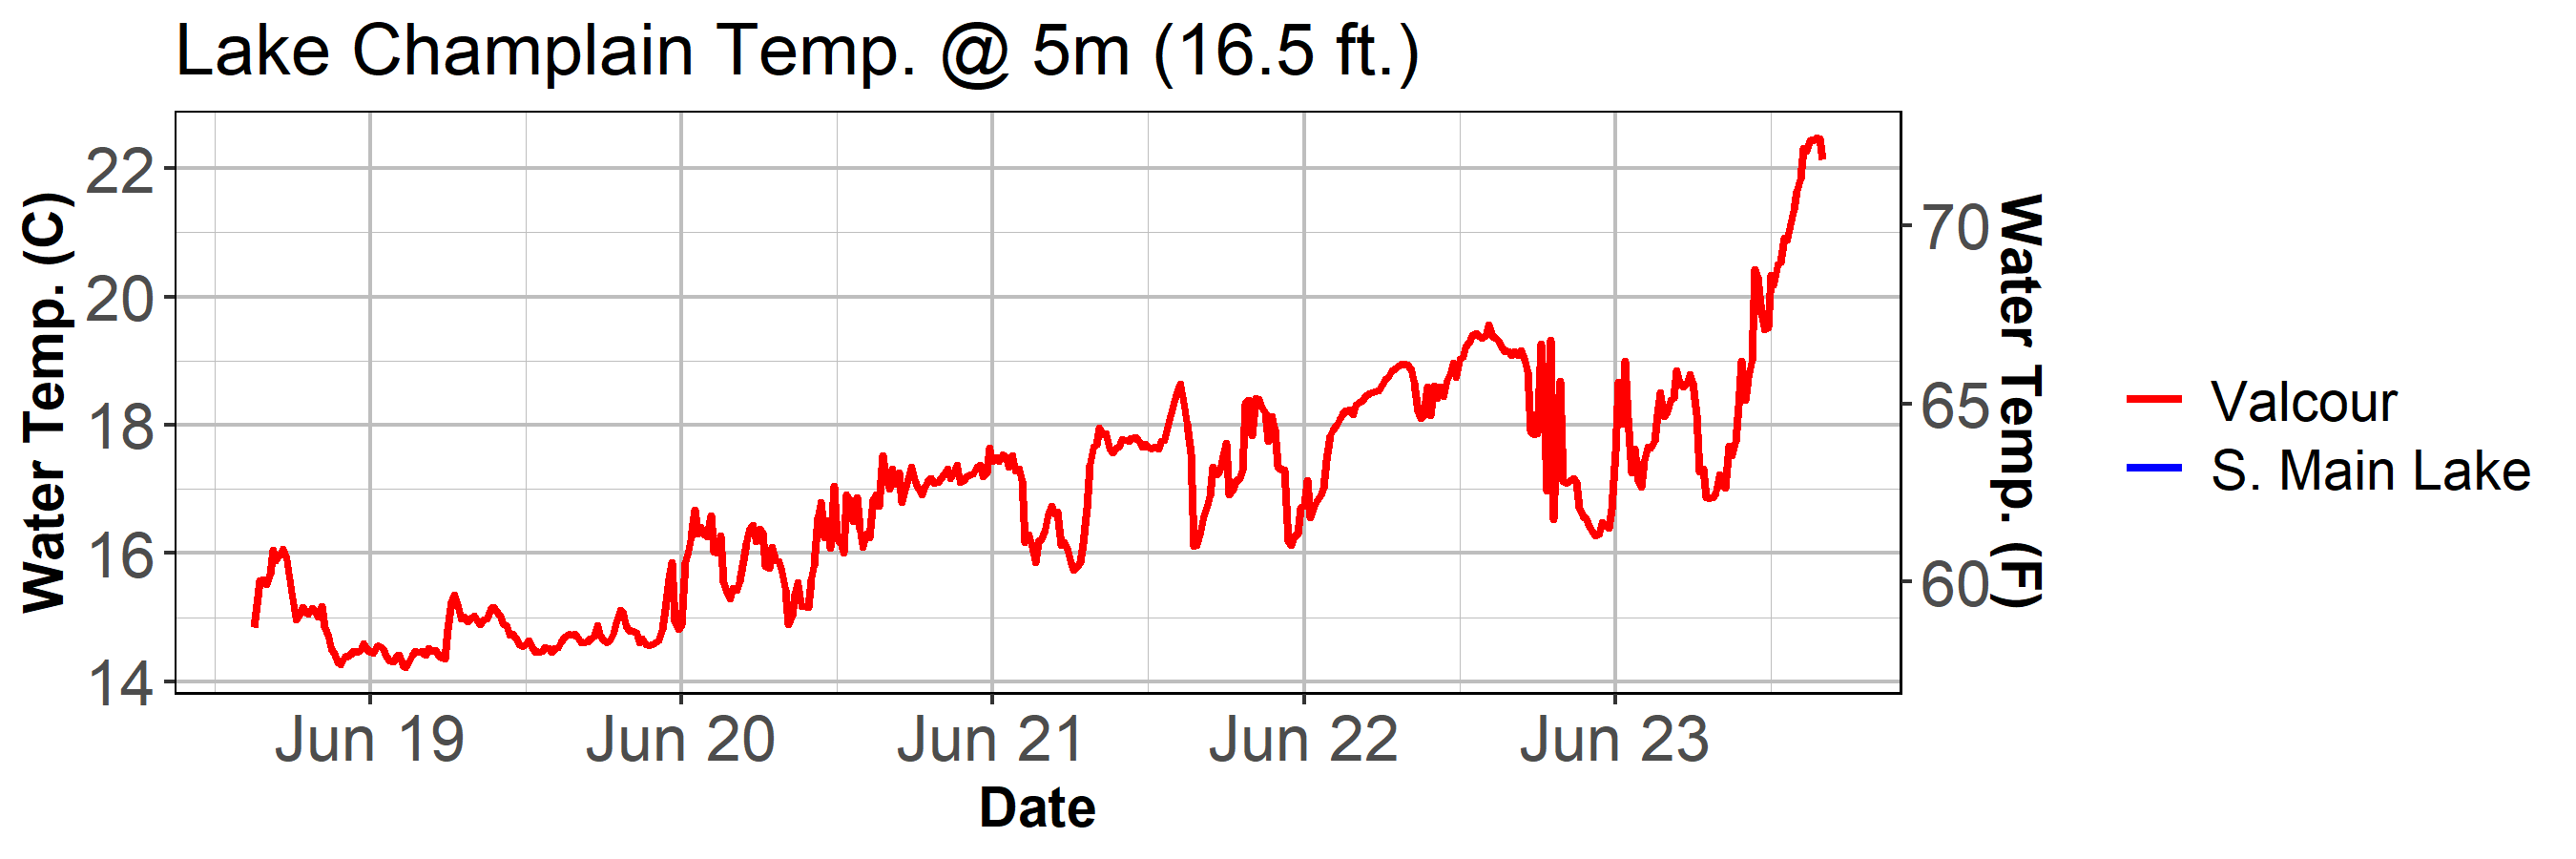 Lake Champlain Temp. @ 5m (16.5 ft.)
Water Temp. (C)
22
20
18
16
14
70
65
60
Water Temp. (F)
Jun 19 Jun 20 Jun 21 Jun 22 Jun 23
Date
Valcour
S. Main Lake